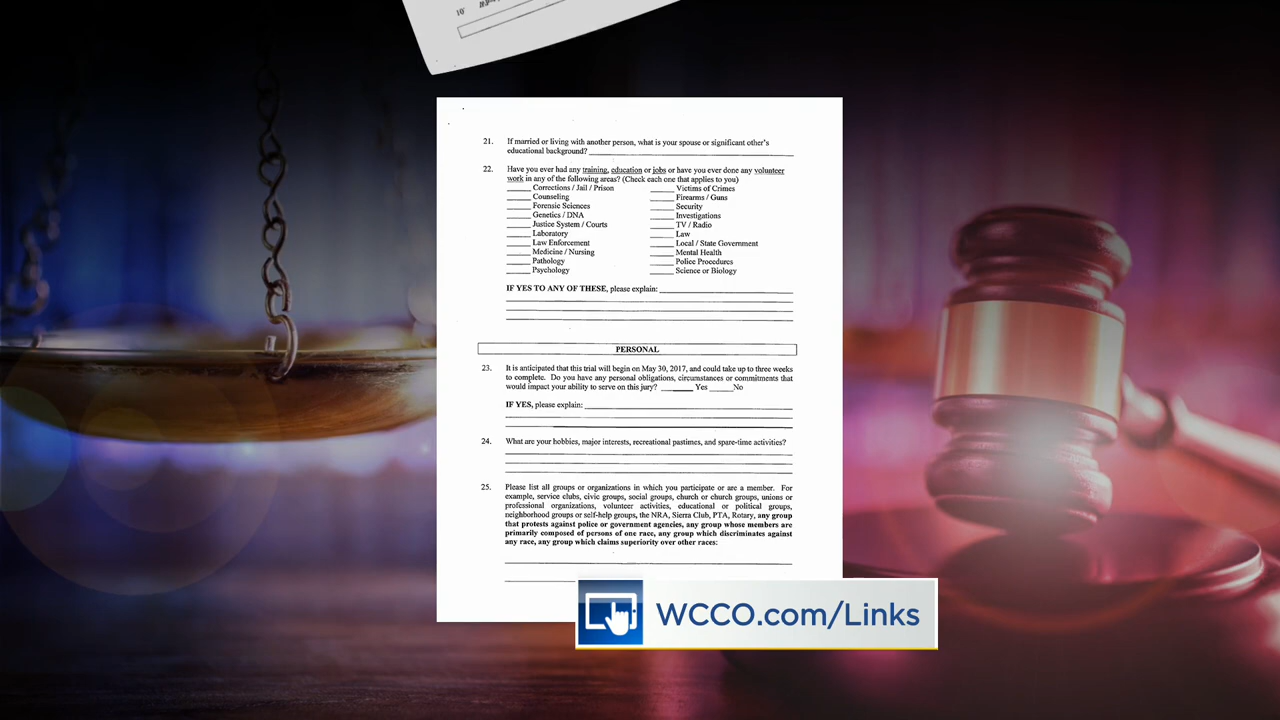 10
21. If married or living with another person, what is your spouse or significant other's
educational background?
22. Have you ever had any training, education or jobs or have you ever done any volunteer
work in any of the following areas? (Check each one that applies to you)
Corrections / Jail / Prison Victims of Crimes
Counseling Firearms / Guns
Forensic Sciences Security
Genetics / DNA Investigations
Justice System / Courts TV / Radio
Laboratory Law
Law Enforcement Local / State Government
Medicine / Nursing Mental Health
Pathology Police Procedures
Psychology Science or Biology
IF YES TO ANY OF THESE, please explain:
PERSONAL
23. It is anticipated that this trial will begin on May 30, 2017, and could take up to three weeks
to complete. Do you have any personal obligations, circumstances or commitments that
would impact your ability to serve on this jury? Yes No
IF YES, please explain:
24. What are your hobbies, major interests, recreational pastimes, and spare-time activities?
25. Please list all groups or organizations in which you participate or are a member. For
example, service clubs, civic groups, social groups, church or church groups, unions or
professional organizations, volunteer activities, educational or political groups,
neighborhood groups or self-help groups, the NRA, Sierra Club, PTA, Rotary, any group
that protests against police or government agencies, any group whose members are
primarily composed of persons of one race, any group which discriminates against
any race, any group which claims superiority over other races:
WCCO.com/Links